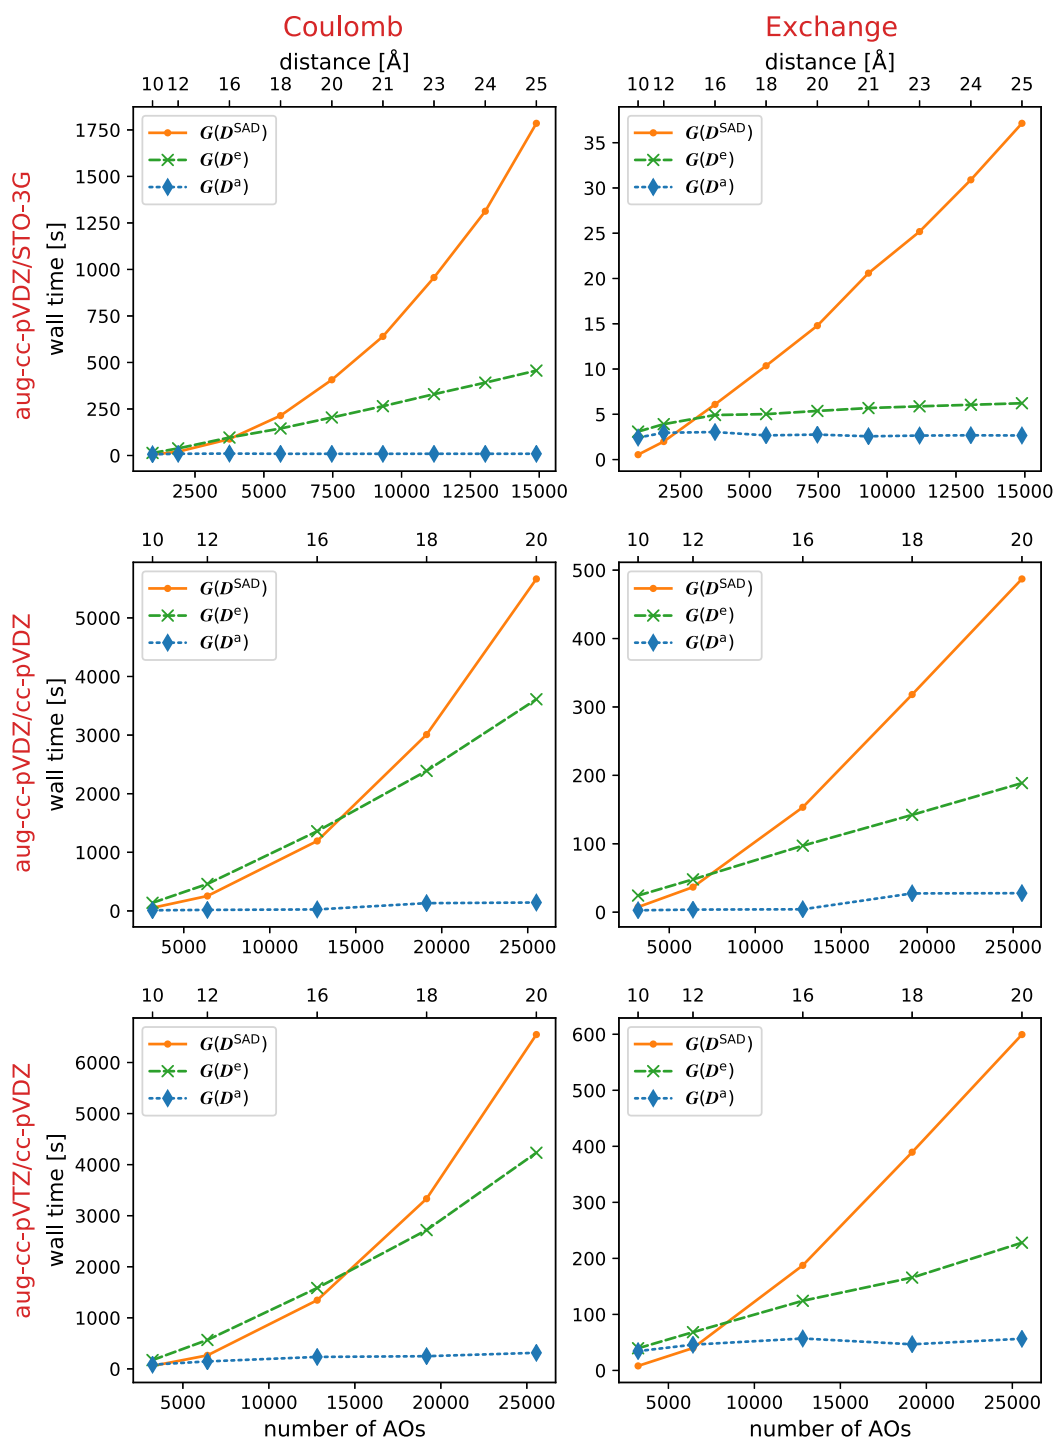 Coulomb
Exchange
distance [Å]
distance [Å]
10 12 16 18 20 21 23 24 25
10 12 16 18 20 21 23 24 25
aug-cc-pVDZ/STO-3G
wall time [s]
1750
1500
1250
1000
750
500
250
0
G(D^SAD)
G(D^e)
G(D^a)
2500 5000 7500 10000 12500 15000
35
30
25
20
15
10
5
0
G(D^SAD)
G(D^e)
G(D^a)
2500 5000 7500 10000 12500 15000
aug-cc-pVDZ/cc-pVDZ
wall time [s]
10 12 16 18 20
5000
4000
3000
2000
1000
0
G(D^SAD)
G(D^e)
G(D^a)
5000 10000 15000 20000 25000
10 12 16 18 20
500
400
300
200
100
0
G(D^SAD)
G(D^e)
G(D^a)
5000 10000 15000 20000 25000
aug-cc-pVTZ/cc-pVDZ
wall time [s]
10 12 16 18 20
6000
5000
4000
3000
2000
1000
0
G(D^SAD)
G(D^e)
G(D^a)
5000 10000 15000 20000 25000
number of AOs
10 12 16 18 20
600
500
400
300
200
100
0
G(D^SAD)
G(D^e)
G(D^a)
5000 10000 15000 20000 25000
number of AOs